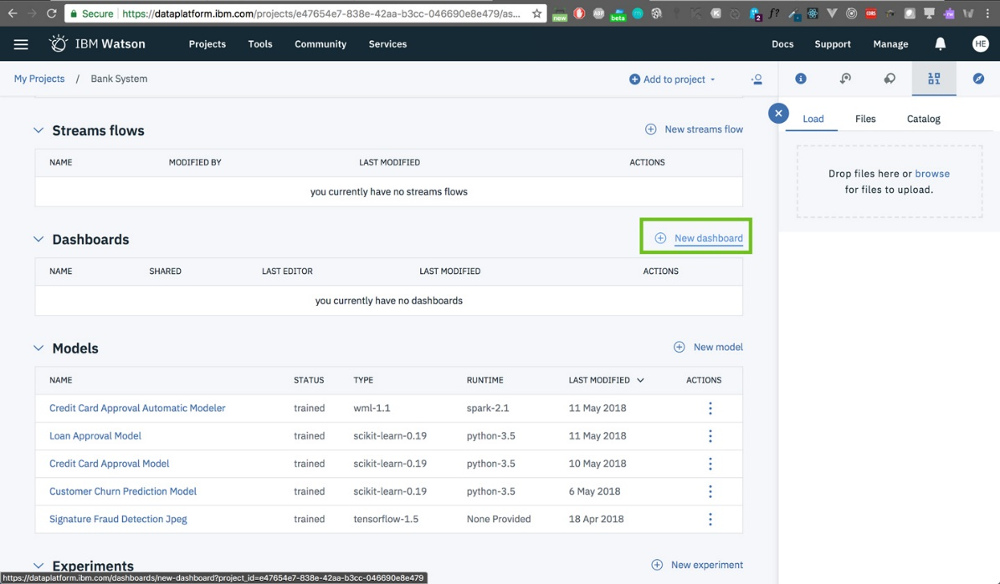 Secure https://dataplatform.ibm.com/projects/e47654e7-838e-42aa-b3cc-046690e8e479/as...
new ABP beta 2 f? CORS
IBM Watson Projects Tools Community Services Docs Support Manage HE
My Projects / Bank System Add to project
Load Files Catalog
Drop files here or browse
for files to upload.
Streams flows New streams flow
NAME MODIFIED BY LAST MODIFIED ACTIONS
you currently have no streams flows
Dashboards New dashboard
NAME SHARED LAST EDITOR LAST MODIFIED ACTIONS
you currently have no dashboards
Models New model
NAME STATUS TYPE RUNTIME LAST MODIFIED ACTIONS
Credit Card Approval Automatic Modeler trained wml-1.1 spark-2.1 11 May 2018
Loan Approval Model trained scikit-learn-0.19 python-3.5 11 May 2018
Credit Card Approval Model trained scikit-learn-0.19 python-3.5 10 May 2018
Customer Churn Prediction Model trained scikit-learn-0.19 python-3.5 6 May 2018
Signature Fraud Detection Jpeg trained tensorflow-1.5 None Provided 18 Apr 2018
Experiments New experiment
https://dataplatform.ibm.com/dashboards/new-dashboard?project_id=e47654e7-838e-42aa-b3cc-046690e8e479